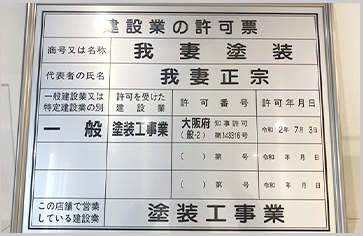 建設業の許可票
商号又は名称 我妻塗装
代表者の氏名 我妻正宗
一般建設業又は特定建設業の別 許可を受けた建設業 許可番号 許可年月日
一般 塗装工事業 大阪府知事許可(般-2)第143316号 令和2年7月3日
( )第 号 令和 年 月 日
( )第 号 令和 年 月 日
この店舗で営業している建設業 塗装工事業